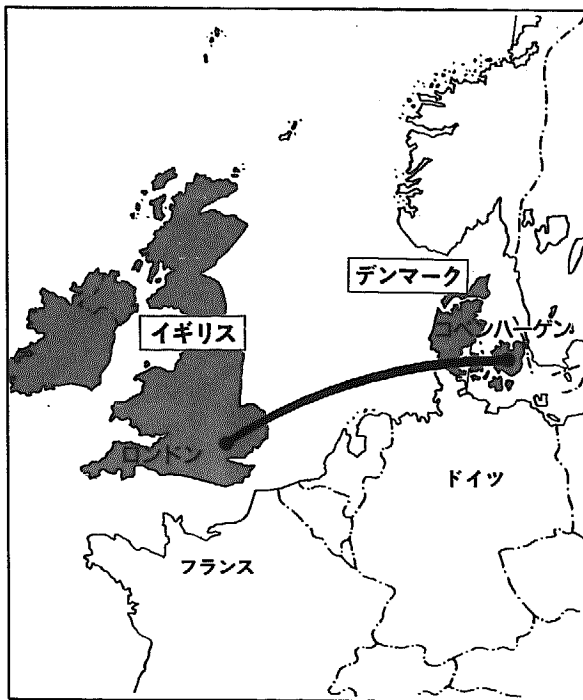 デンマーク
コペンハーゲン
イギリス
ロンドン
ドイツ
フランス